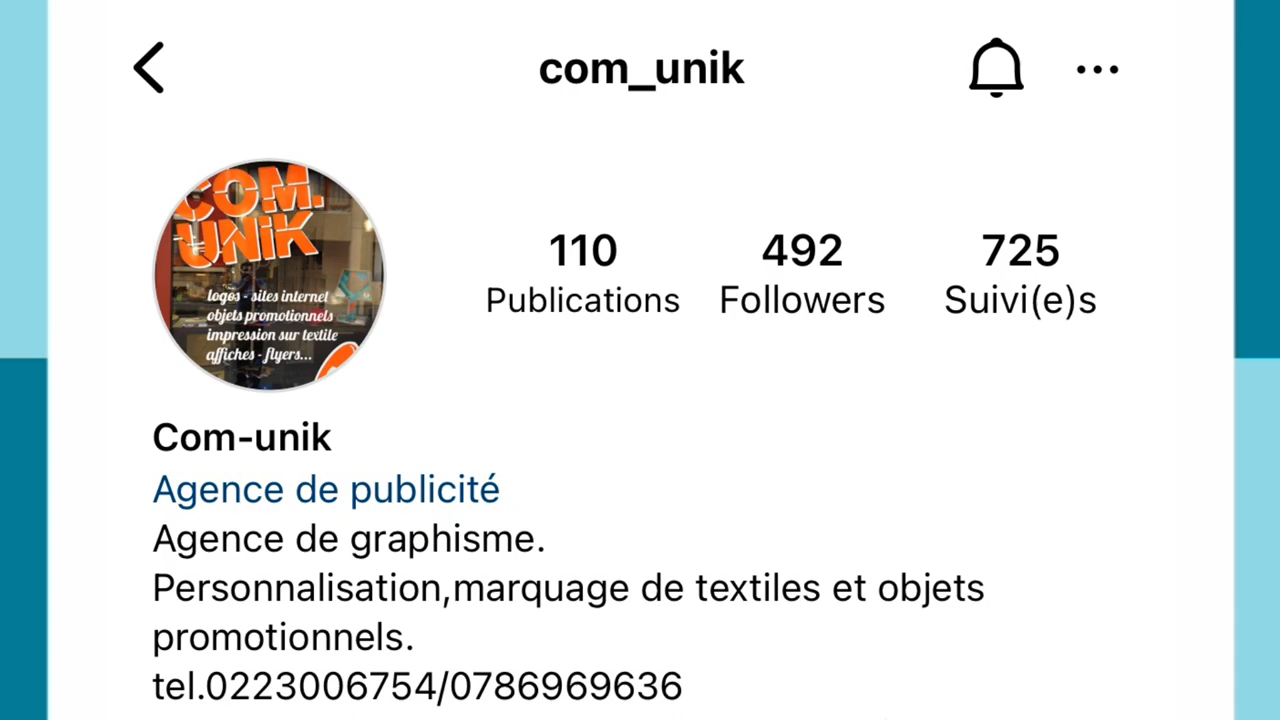 com_unik
COM.
UNIK
logos - sites internet
objets promotionnels
impression sur textile
affiches - flyers...
110
492
725
Publications
Followers
Suivi(e)s
Com-unik
Agence de publicité
Agence de graphisme.
Personnalisation,marquage de textiles et objets
promotionnels.
tel.0223006754/0786969636